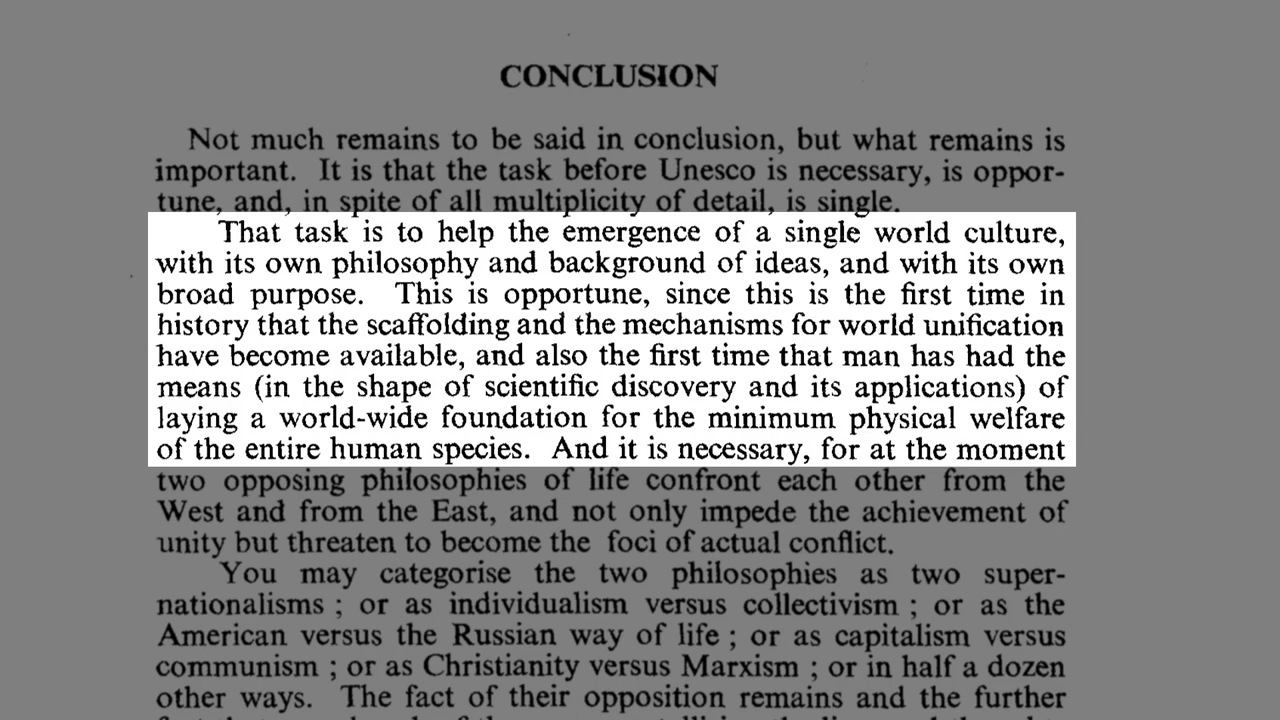 CONCLUSION
Not much remains to be said in conclusion, but what remains is
important. It is that the task before Unesco is necessary, is oppor-
tune, and, in spite of all multiplicity of detail, is single.
That task is to help the emergence of a single world culture,
with its own philosophy and background of ideas, and with its own
broad purpose. This is opportune, since this is the first time in
history that the scaffolding and the mechanisms for world unification
have become available, and also the first time that man has had the
means (in the shape of scientific discovery and its applications) of
laying a world-wide foundation for the minimum physical welfare
of the entire human species. And it is necessary, for at the moment
two opposing philosophies of life confront each other from the
West and from the East, and not only impede the achievement of
unity but threaten to become the foci of actual conflict.
You may categorise the two philosophies as two super-
nationalisms ; or as individualism versus collectivism ; or as the
American versus the Russian way of life ; or as capitalism versus
communism ; or as Christianity versus Marxism ; or in half a dozen
other ways. The fact of their opposition remains and the further